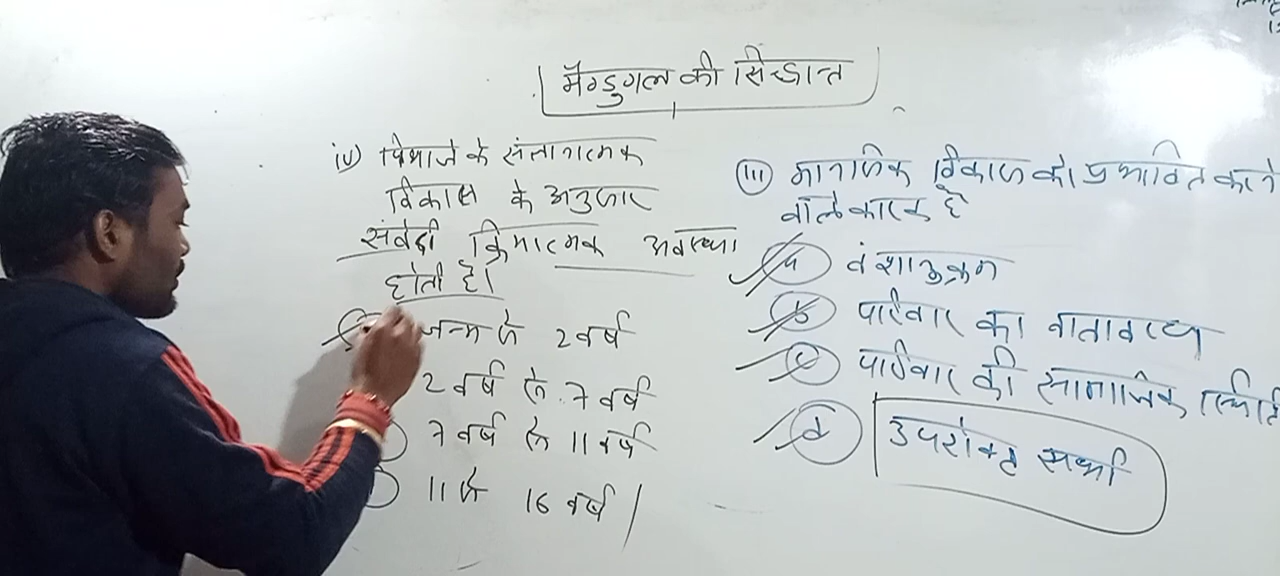 मैग्डुगल की सिद्धान्त
iv) पियाजे के संज्ञानात्मक
विकास के अनुसार
संवेदी क्रियात्मक अवस्था
होती है।
जन्म से 2 वर्ष
2 वर्ष से 7 वर्ष
7 वर्ष से 11 वर्ष
11 से 16 वर्ष
(iii) मानसिक विकास को प्रभावित करने
वाले कारक है
(a) वंशानुक्रम
(b) परिवार का वातावरण
(c) परिवार की सामाजिक स्थिति
(d) उपरोक्त सभी